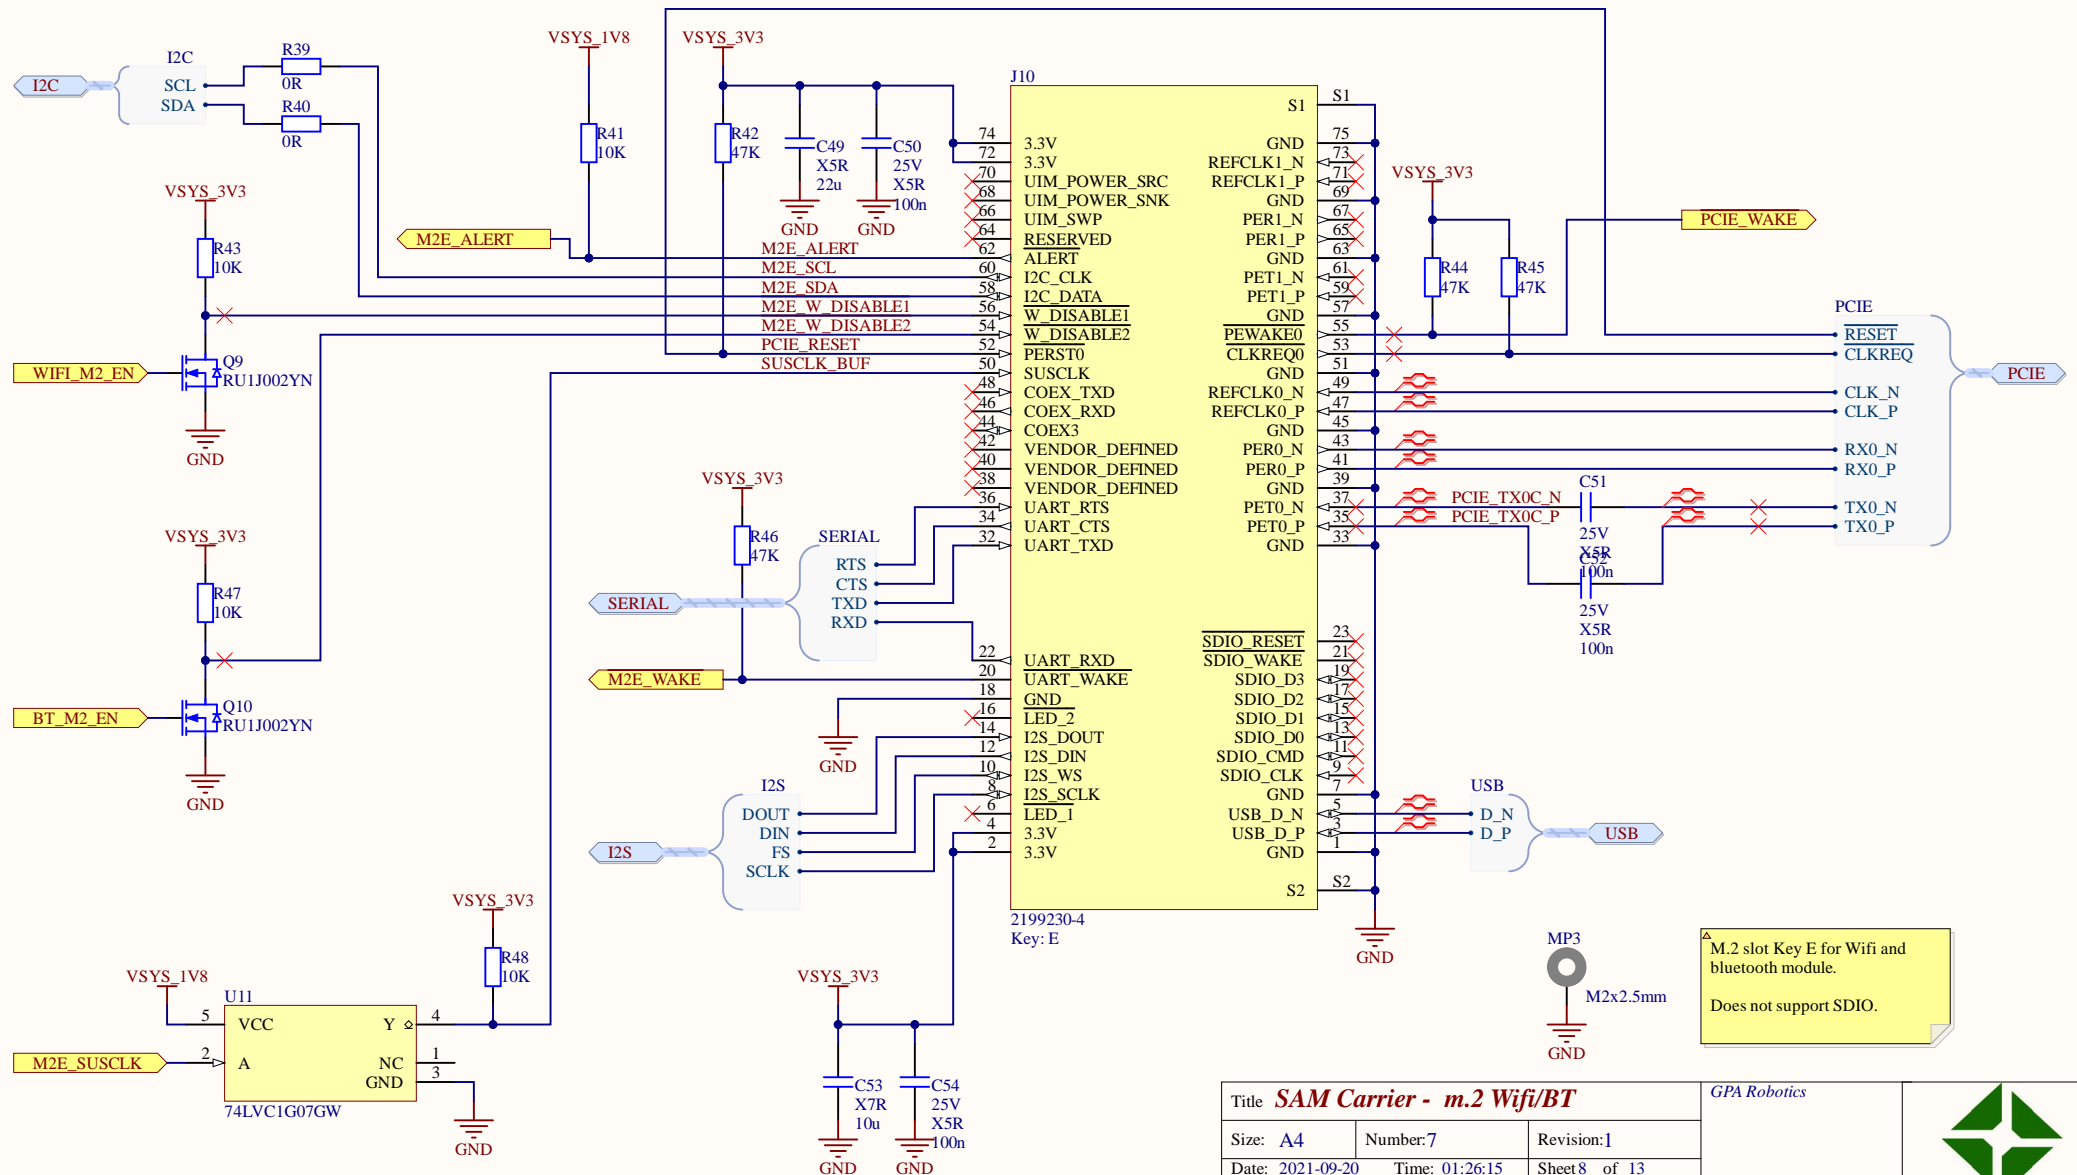 I2C
I2C
SCL
SDA
R39
0R
R40
0R
VSYS_1V8
R41
10K
VSYS_3V3
R42
47K
C49
X5R
22u
GND
C50
25V
X5R
100n
GND
M2E_ALERT
VSYS_3V3
R43
10K
WIFI_M2_EN
Q9
RU1J002YN
GND
VSYS_3V3
R47
10K
BT_M2_EN
Q10
RU1J002YN
GND
M2E_ALERT
M2E_SCL
M2E_SDA
M2E_W_DISABLE1
M2E_W_DISABLE2
PCIE_RESET
SUSCLK_BUF
VSYS_3V3
R46
47K
SERIAL
SERIAL
RTS
CTS
TXD
RXD
M2E_WAKE
GND
I2S
I2S
DOUT
DIN
FS
SCLK
VSYS_3V3
R48
10K
VSYS_1V8
U11
5 VCC
Y 4
M2E_SUSCLK
2 A
NC 1
GND 3
74LVC1G07GW
GND
VSYS_3V3
C53
X7R
10u
GND
C54
25V
X5R
100n
GND
J10
74 3.3V
72 3.3V
70 UIM_POWER_SRC
68 UIM_POWER_SNK
66 UIM_SWP
64 RESERVED
62 ALERT
60 I2C_CLK
58 I2C_DATA
56 W_DISABLE1
54 W_DISABLE2
52 PERST0
50 SUSCLK
48 COEX_TXD
46 COEX_RXD
44 COEX3
42 VENDOR_DEFINED
40 VENDOR_DEFINED
38 VENDOR_DEFINED
36 UART_RTS
34 UART_CTS
32 UART_TXD
22 UART_RXD
20 UART_WAKE
18 GND
16 LED_2
14 I2S_DOUT
12 I2S_DIN
10 I2S_WS
8 I2S_SCLK
6 LED_1
4 3.3V
2 3.3V
S1 S1
GND 75
REFCLK1_N 73
REFCLK1_P 71
GND 69
PER1_N 67
PER1_P 65
GND 63
PET1_N 61
PET1_P 59
GND 57
PEWAKE0 55
CLKREQ0 53
GND 51
REFCLK0_N 49
REFCLK0_P 47
GND 45
PER0_N 43
PER0_P 41
GND 39
PET0_N 37
PET0_P 35
GND 33
SDIO_RESET 23
SDIO_WAKE 21
SDIO_D3 19
SDIO_D2 17
SDIO_D1 15
SDIO_D0 13
SDIO_CMD 11
SDIO_CLK 9
GND 7
USB_D_N 5
USB_D_P 3
GND 1
S2 S2
2199230-4
Key: E
GND
VSYS_3V3
R44
47K
R45
47K
PCIE_WAKE
PCIE
RESET
CLKREQ
CLK_N
CLK_P
RX0_N
RX0_P
TX0_N
TX0_P
PCIE
PCIE_TX0C_N
PCIE_TX0C_P
C51
25V
X5R
100n
C52
25V
X5R
100n
USB
D_N
D_P
USB
MP3
M2x2.5mm
GND
M.2 slot Key E for Wifi and
bluetooth module.
Does not support SDIO.
Title SAM Carrier - m.2 Wifi/BT
GPA Robotics
Size: A4 Number:7 Revision:1
Date: 2021-09-20 Time: 01:26:15 Sheet 8 of 13